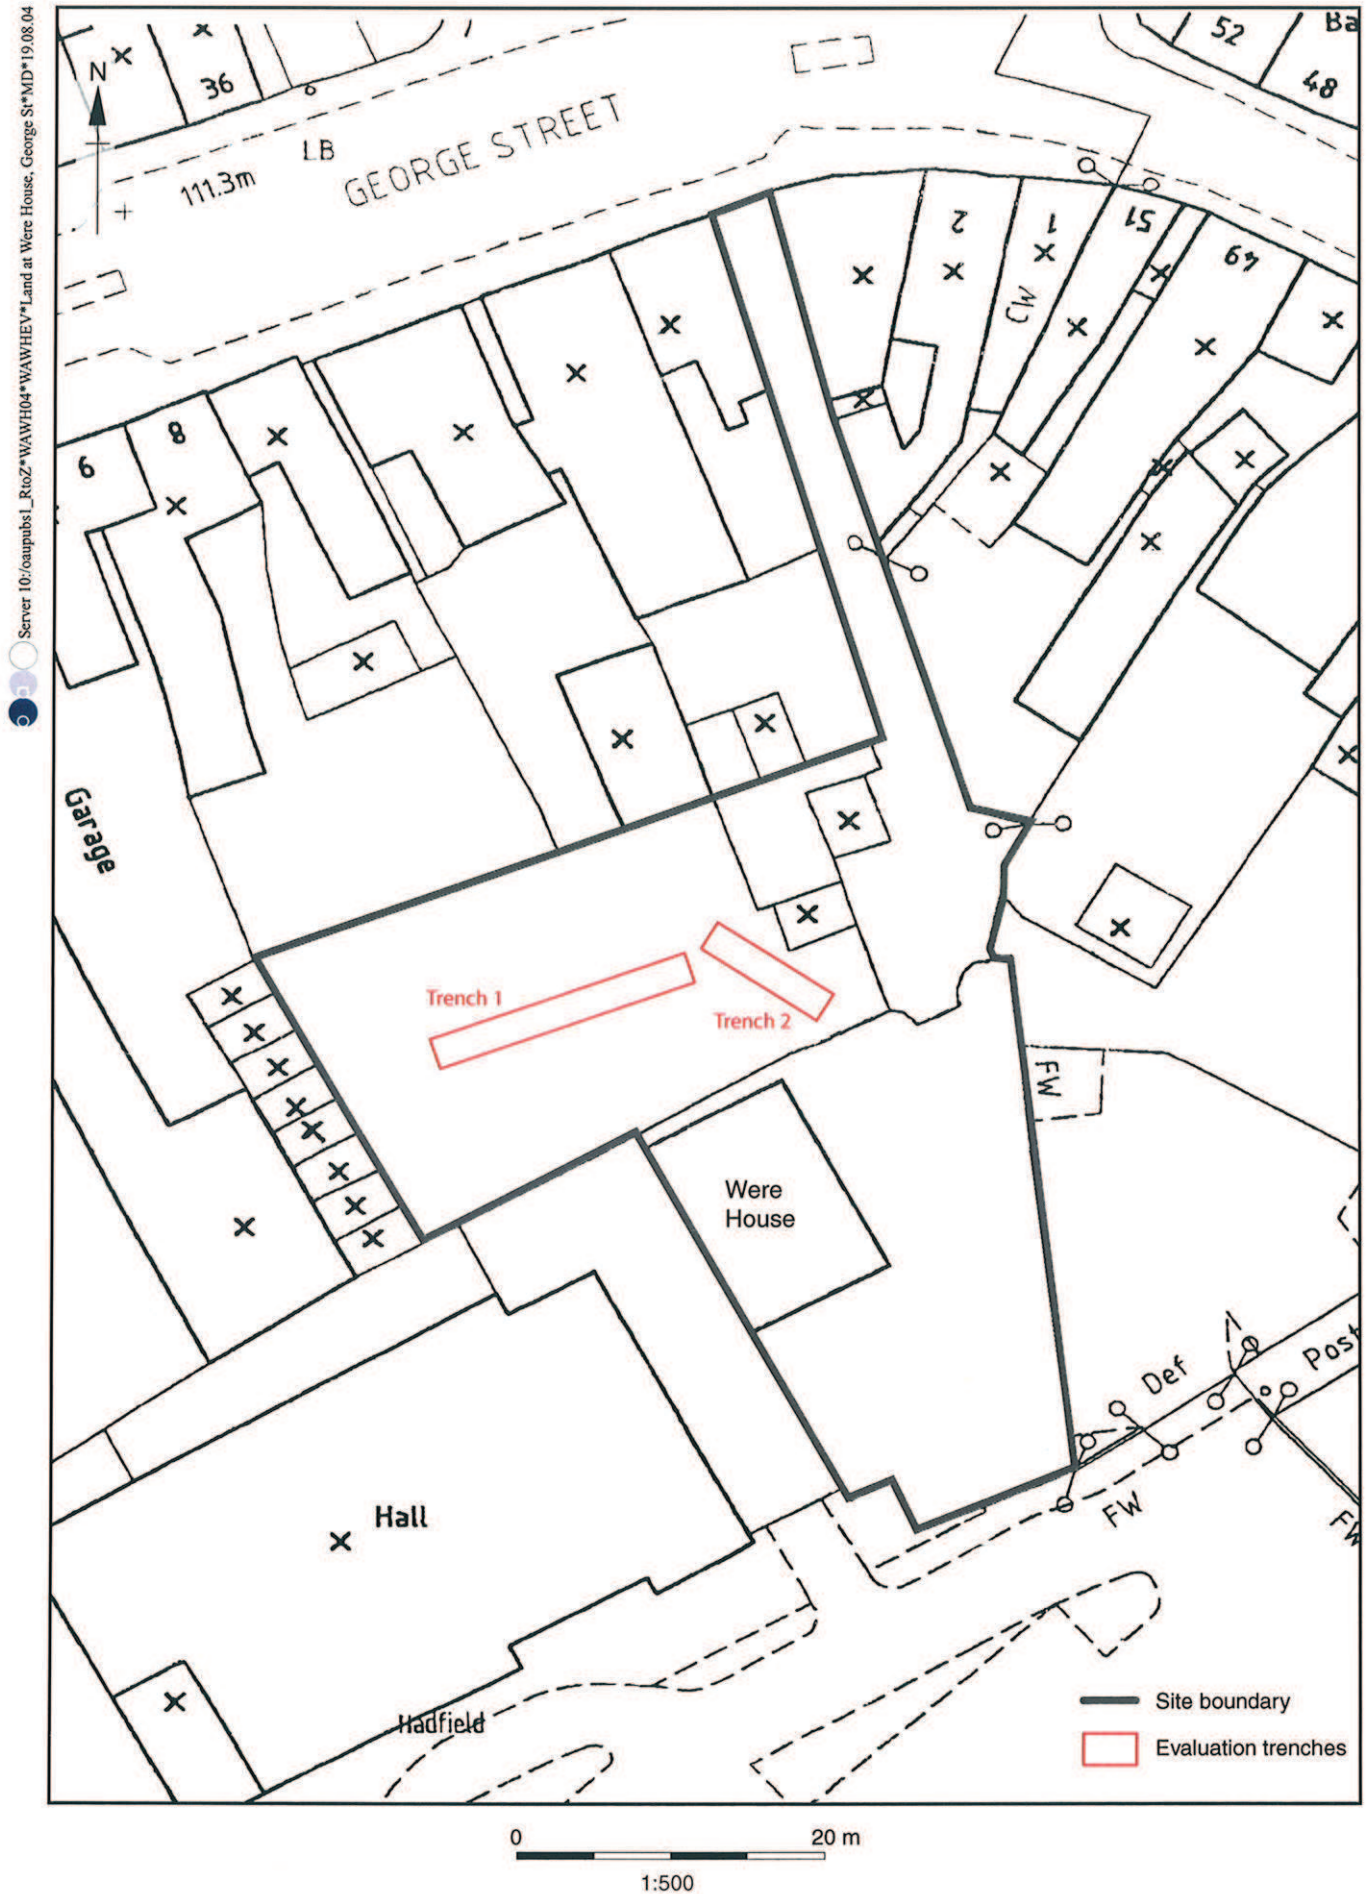 Server 10:/oaupubs1_RtoZ*WAWH04*WAWHEV*Land at Were House, George St*MD*19.08.04
N
36
52
48
Ba
LB
111.3m
GEORGE STREET
2
1
51
49
CW
8
9
Garage
Trench 1
Trench 2
FW
Were
House
Def
Post
FW
FW
Hall
Hadfield
Site boundary
Evaluation trenches
0
20 m
1:500